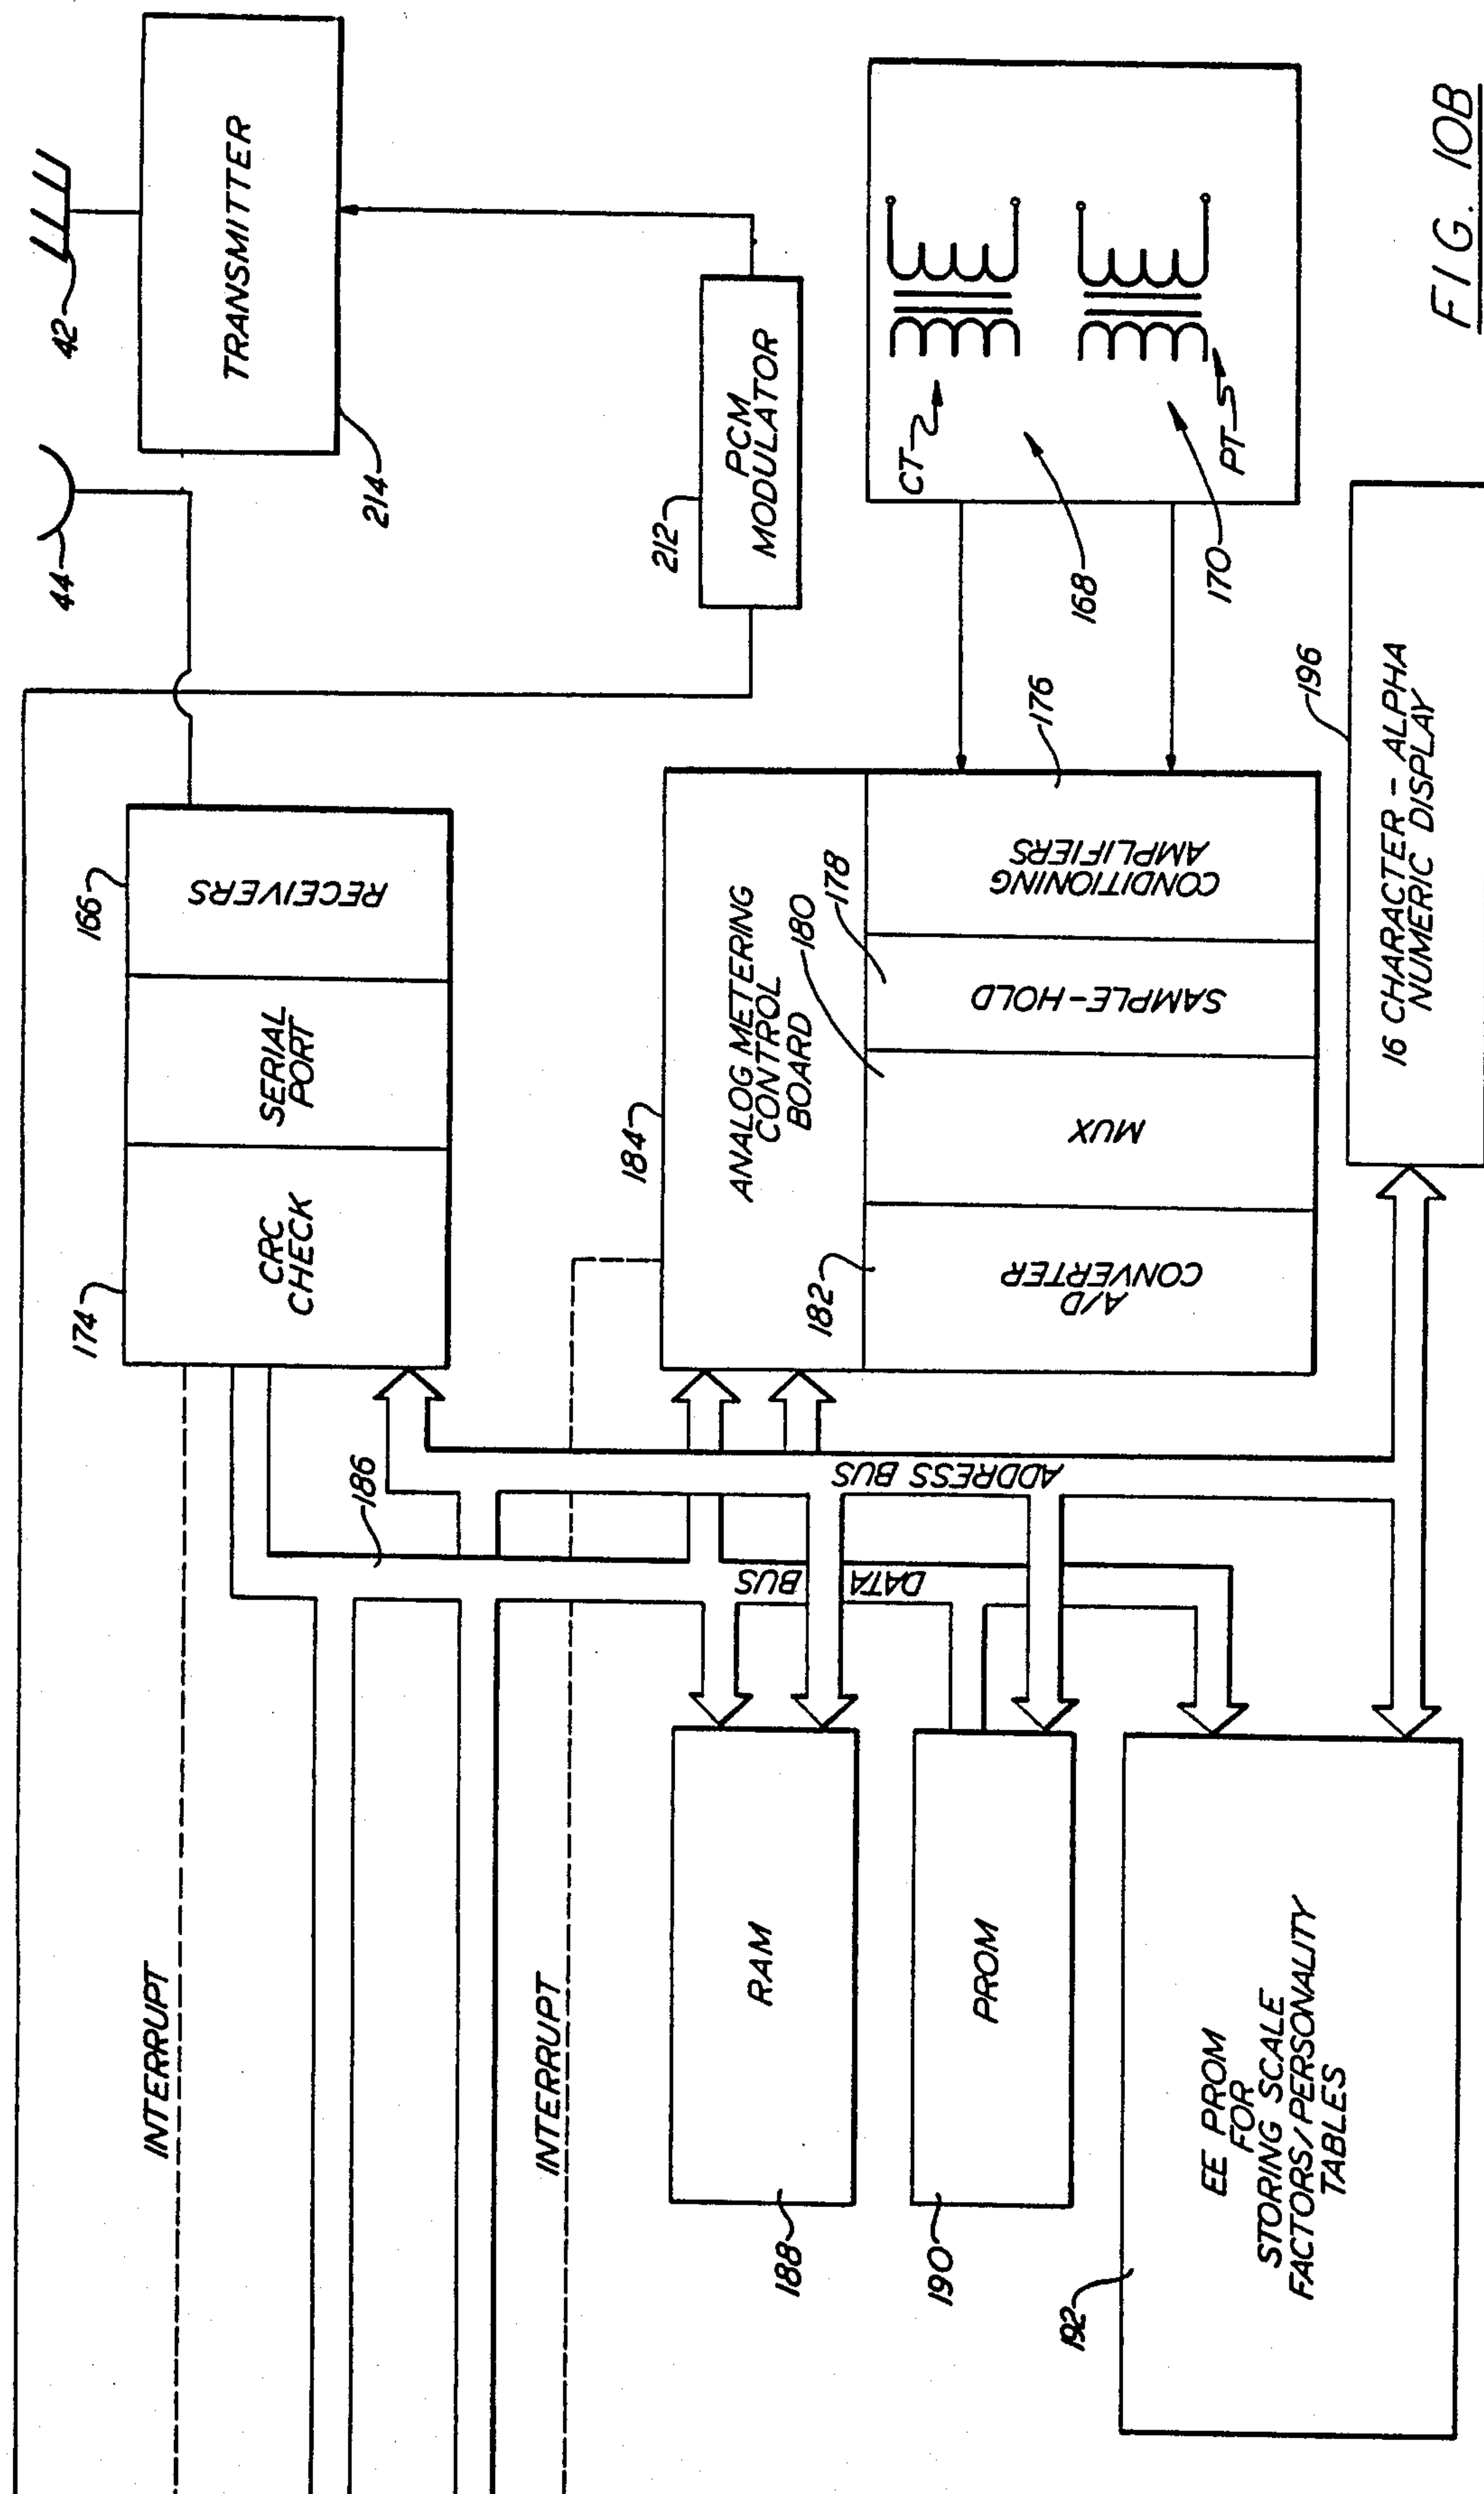 42
44
TRANSMITTER
214
166
RECEIVERS
SERIAL
PORT
CRC
CHECK
174
INTERRUPT
186
212
PCM
MODULATOR
184
ANALOG METERING
CONTROL
BOARD
180
178
176
182
A/D
CONVERTER
MUX
SAMPLE-HOLD
CONDITIONING
AMPLIFIERS
CT
168
170
PT
INTERRUPT
ADDRESS BUS
DATA BUS
RAM
188
PROM
190
EE PROM
FOR
STORING SCALE
FACTORS/PERSONALITY
TABLES
192
196
16 CHARACTER-ALPHA
NUMERIC DISPLAY
FIG. 10B